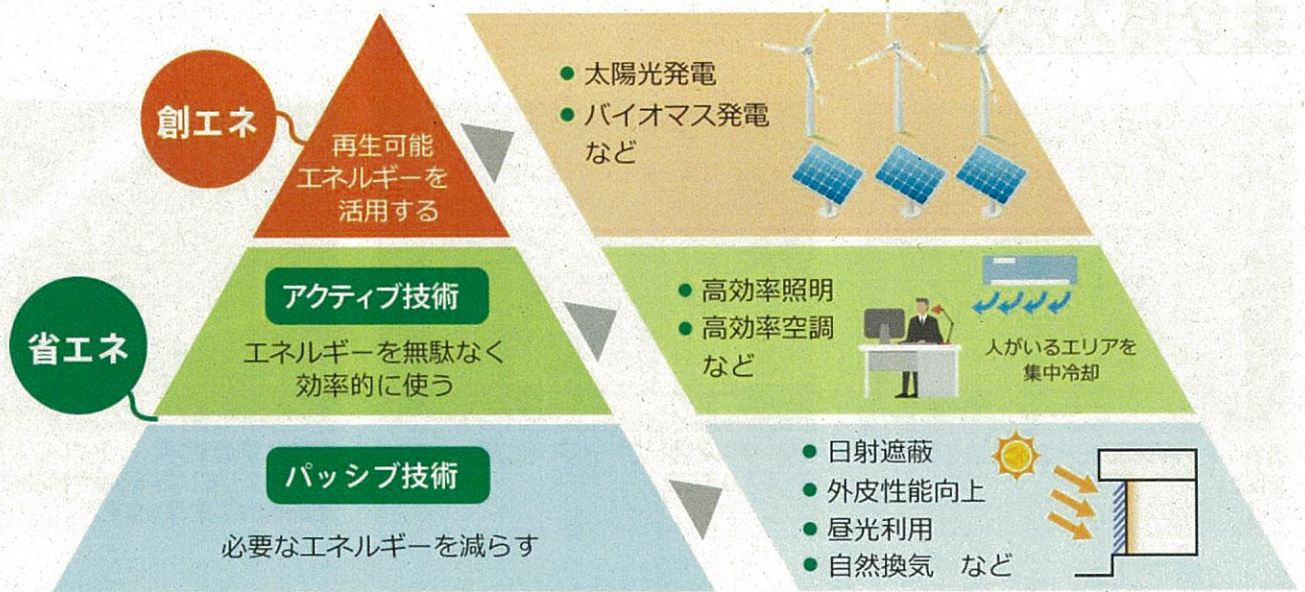 創エネ
再生可能
エネルギーを
活用する
● 太陽光発電
● バイオマス発電
など
省エネ
アクティブ技術
エネルギーを無駄なく
効率的に使う
● 高効率照明
● 高効率空調
など
人がいるエリアを
集中冷却
パッシブ技術
必要なエネルギーを減らす
● 日射遮蔽
● 外皮性能向上
● 昼光利用
● 自然換気 など